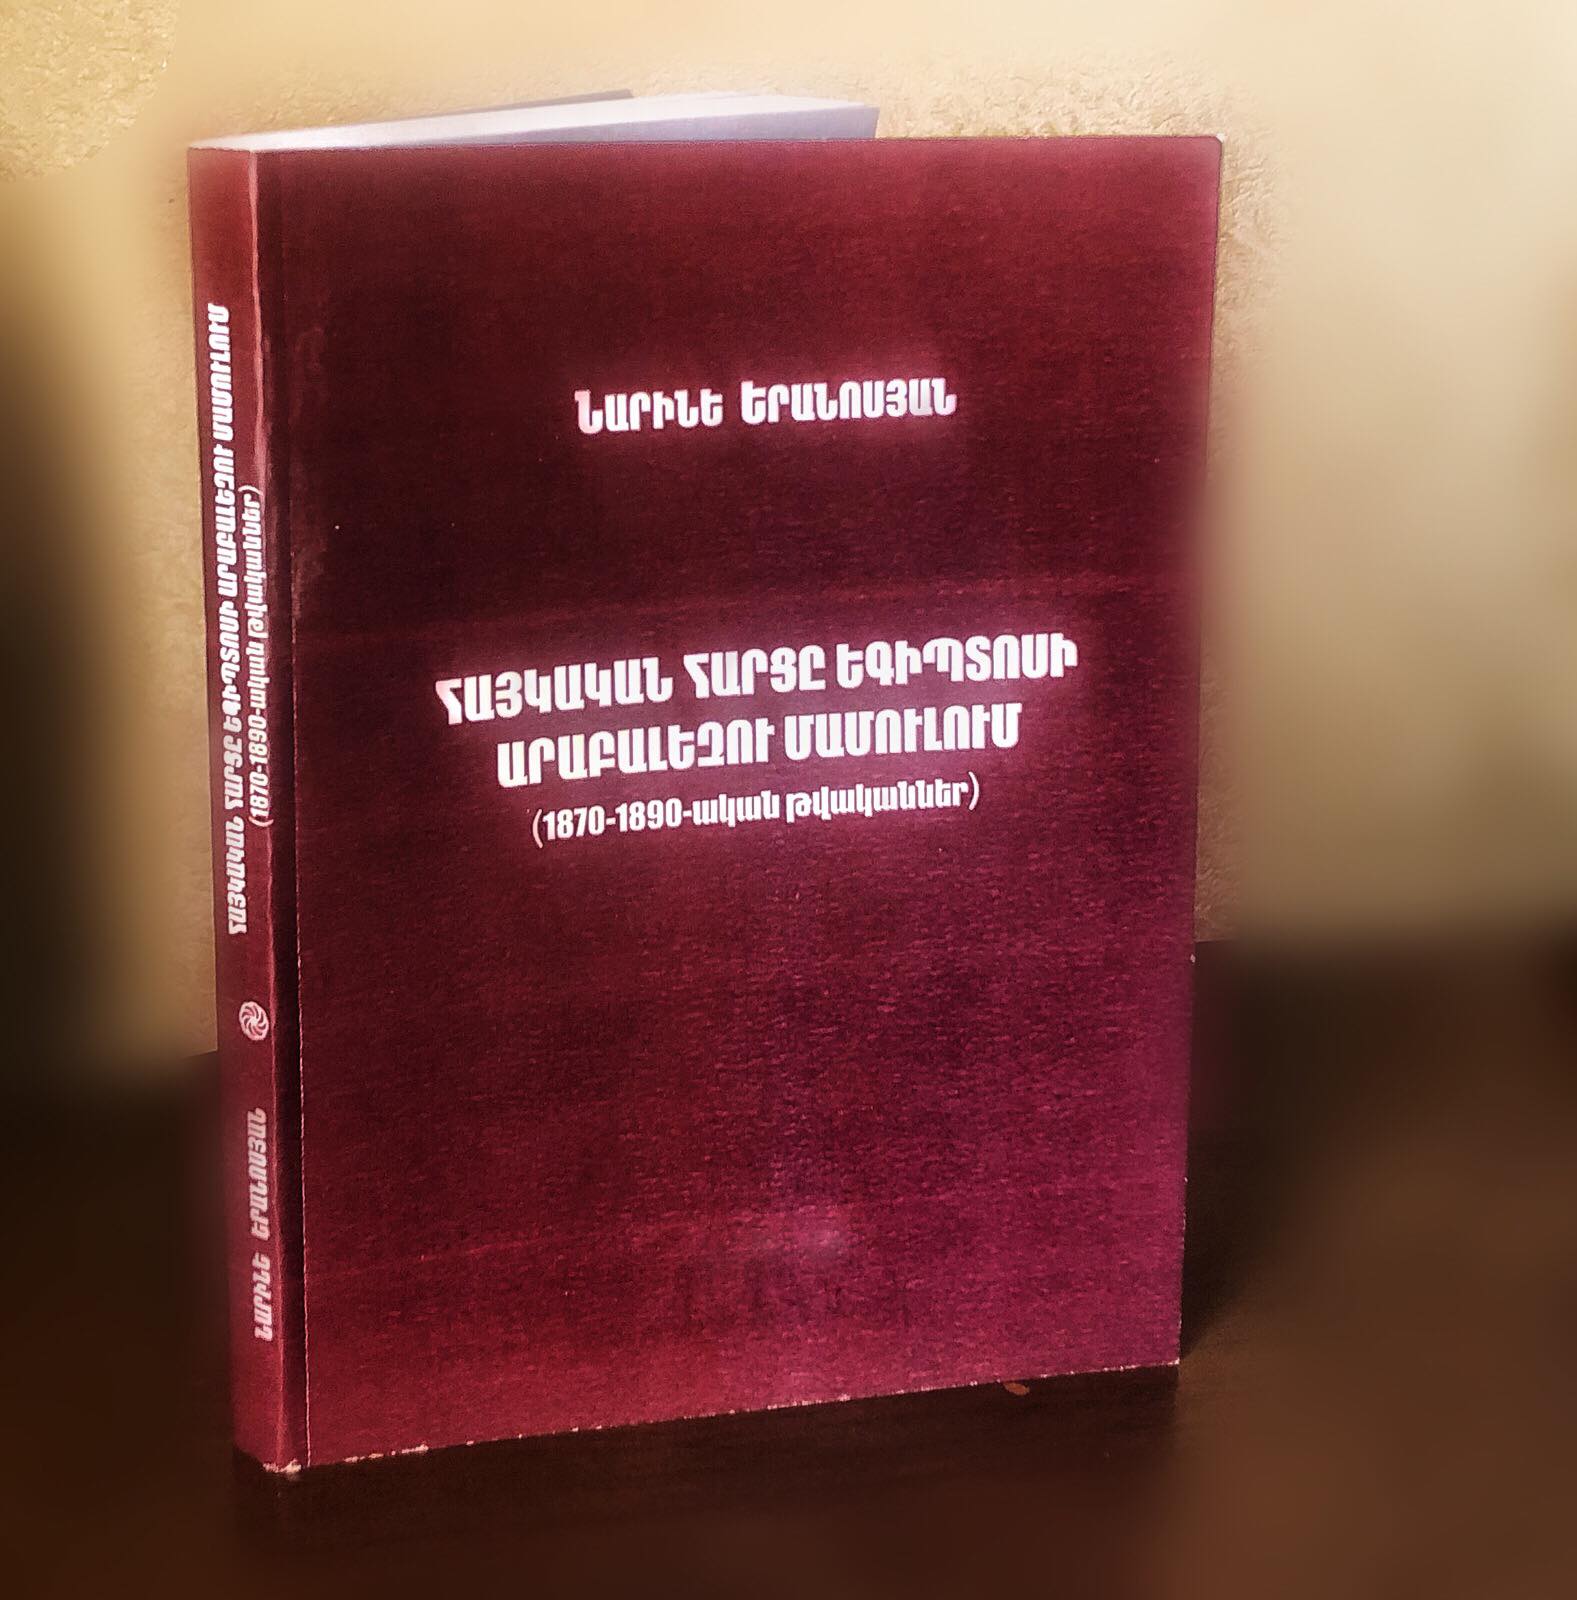 ՆԱՐԻՆԵ ԵՐԱՆՈՍՅԱՆ
ՀԱՅԿԱԿԱՆ ՀԱՐՑԸ ԵԳԻՊՏՈՍԻ
ԱՐԱԲԱԼԵԶՈՒ ՄԱՄՈՒԼՈՒՄ
(1870-1890-ական թվականներ)
ՀԱՅԿԱԿԱՆ ՀԱՐՑԸ ԵԳԻՊՏՈՍԻ ԱՐԱԲԱԼԵԶՈՒ ՄԱՄՈՒԼՈՒՄ
(1870-1890-ական թվականներ)
ՆԱՐԻՆԵ ԵՐԱՆՈՍՅԱՆ